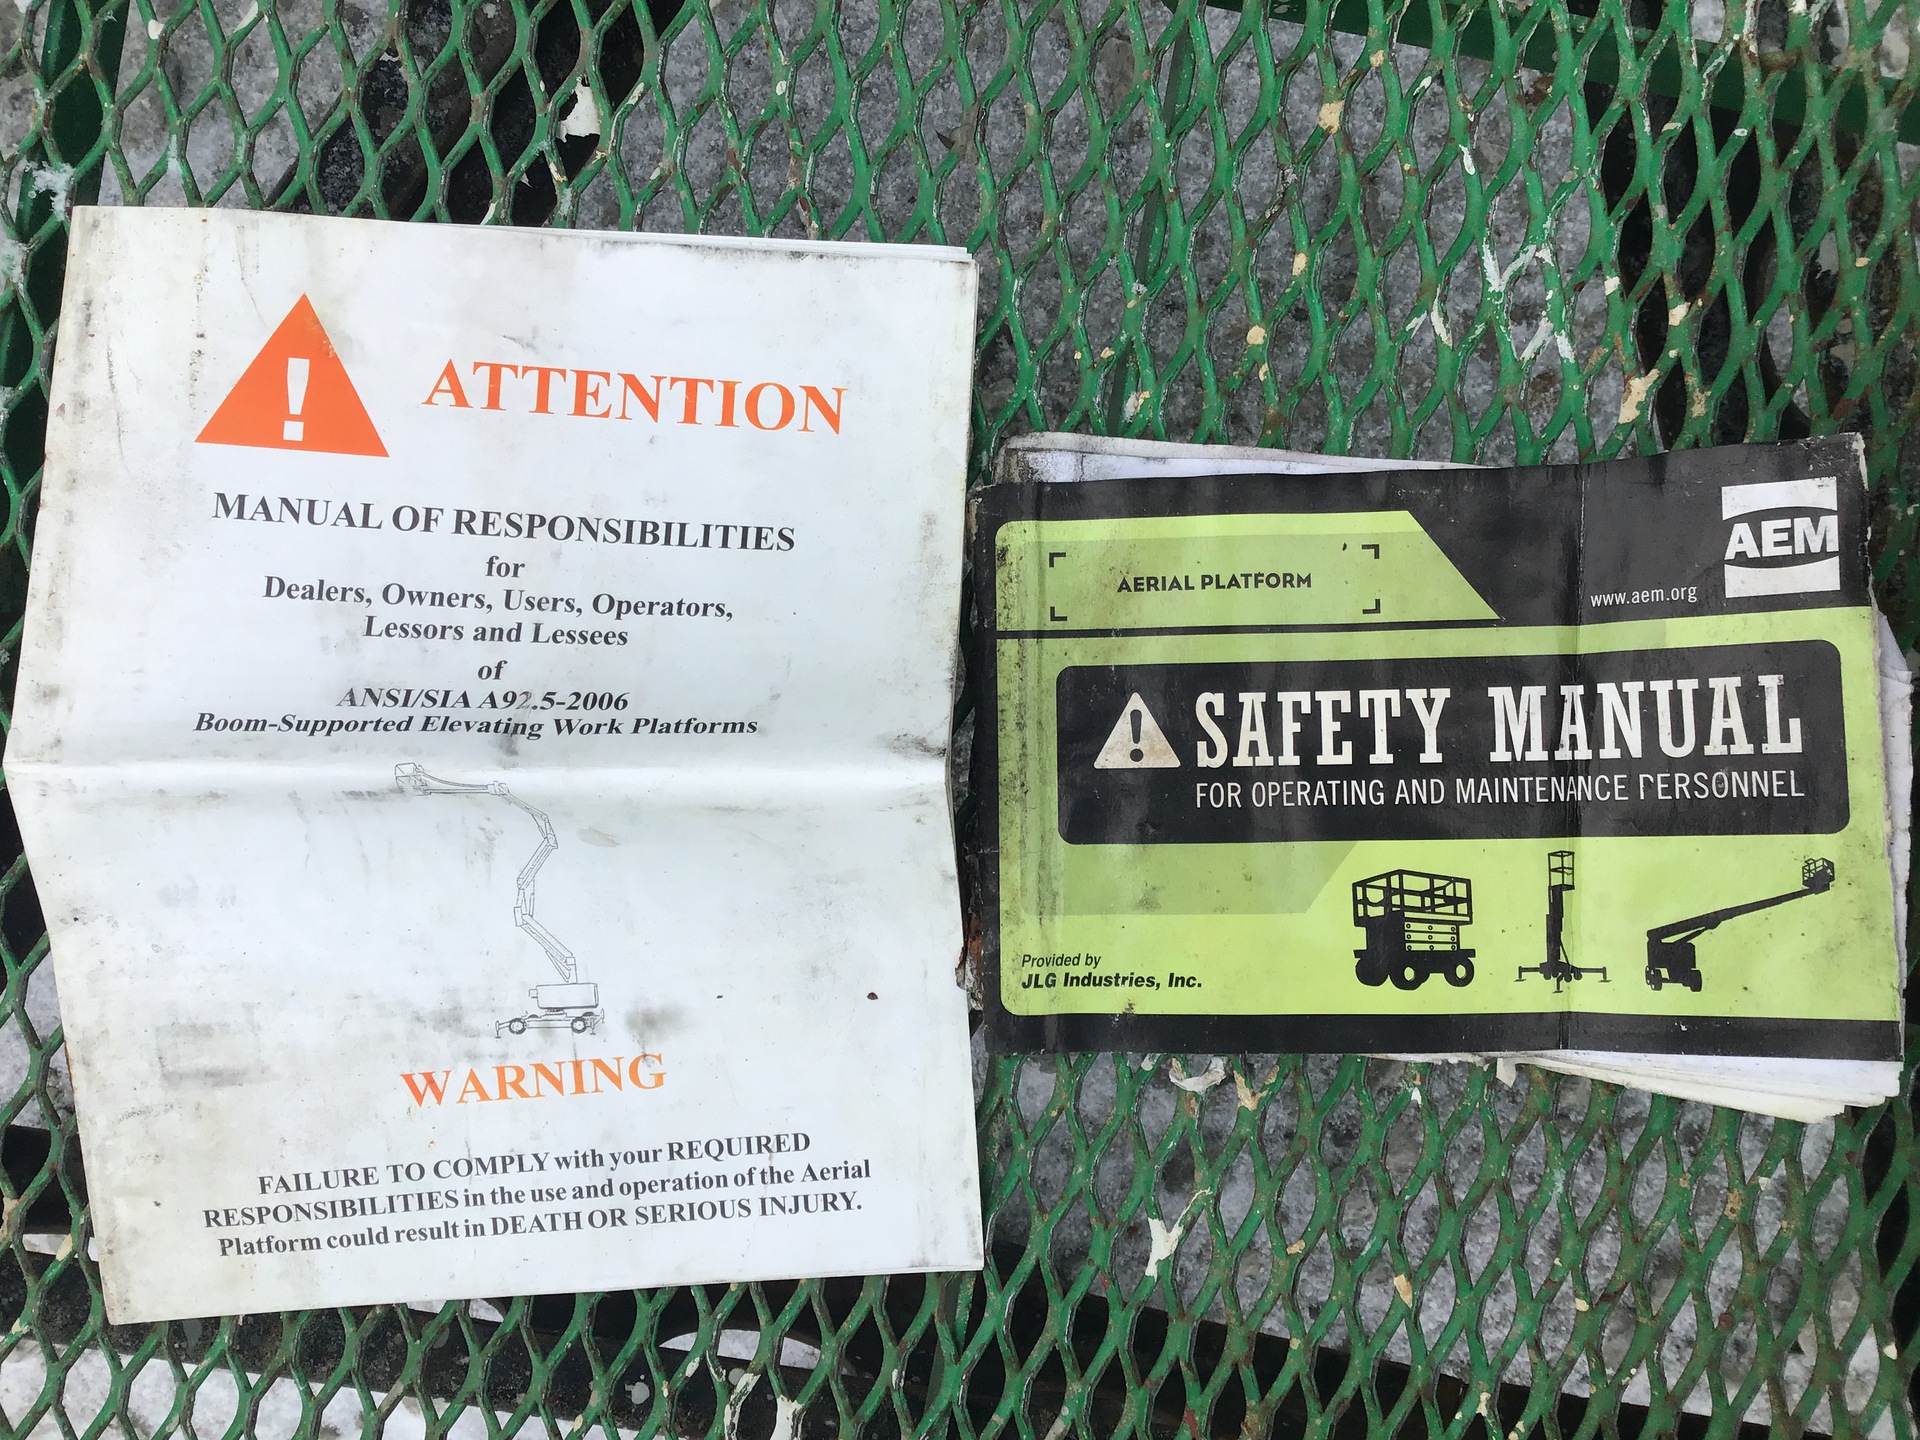 !
ATTENTION
MANUAL OF RESPONSIBILITIES
for
Dealers, Owners, Users, Operators,
Lessors and Lessees
of
ANSI/SIA A92.5-2006
Boom-Supported Elevating Work Platforms
WARNING
FAILURE TO COMPLY with your REQUIRED
RESPONSIBILITIES in the use and operation of the Aerial
Platform could result in DEATH OR SERIOUS INJURY.
AERIAL PLATFORM
www.aem.org
AEM
! SAFETY MANUAL
FOR OPERATING AND MAINTENANCE PERSONNEL
Provided by
JLG Industries, Inc.